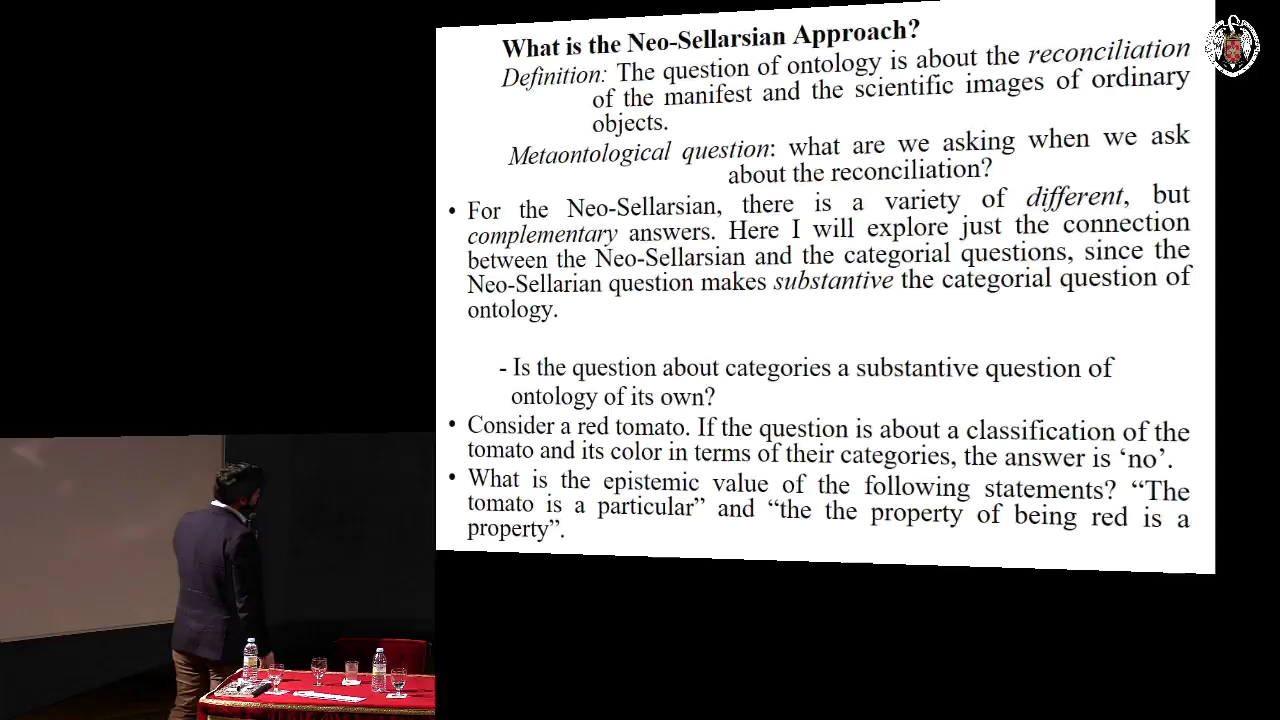 What is the Neo-Sellarsian Approach?
Definition: The question of ontology is about the reconciliation
of the manifest and the scientific images of ordinary
objects.
Metaontological question: what are we asking when we ask
about the reconciliation?
• For the Neo-Sellarsian, there is a variety of different, but
complementary answers. Here I will explore just the connection
between the Neo-Sellarsian and the categorial questions, since the
Neo-Sellarian question makes substantive the categorial question of
ontology.
- Is the question about categories a substantive question of
ontology of its own?
• Consider a red tomato. If the question is about a classification of the
tomato and its color in terms of their categories, the answer is ‘no’.
• What is the epistemic value of the following statements? “The
tomato is a particular” and “the the property of being red is a
property”.